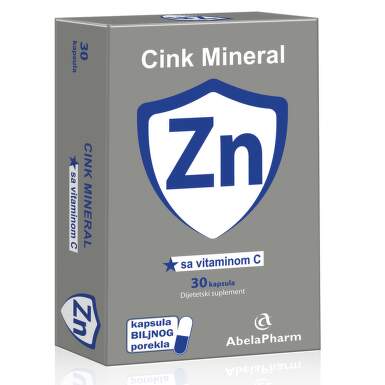 Cink Mineral
Zn
★ sa vitaminom C
30 kapsula
Dijetetski suplement
kapsula
BILjNOG
porekla
a
AbelaPharm
30 kapsula
CINK MINERAL
★ sa vitaminom C
Zn